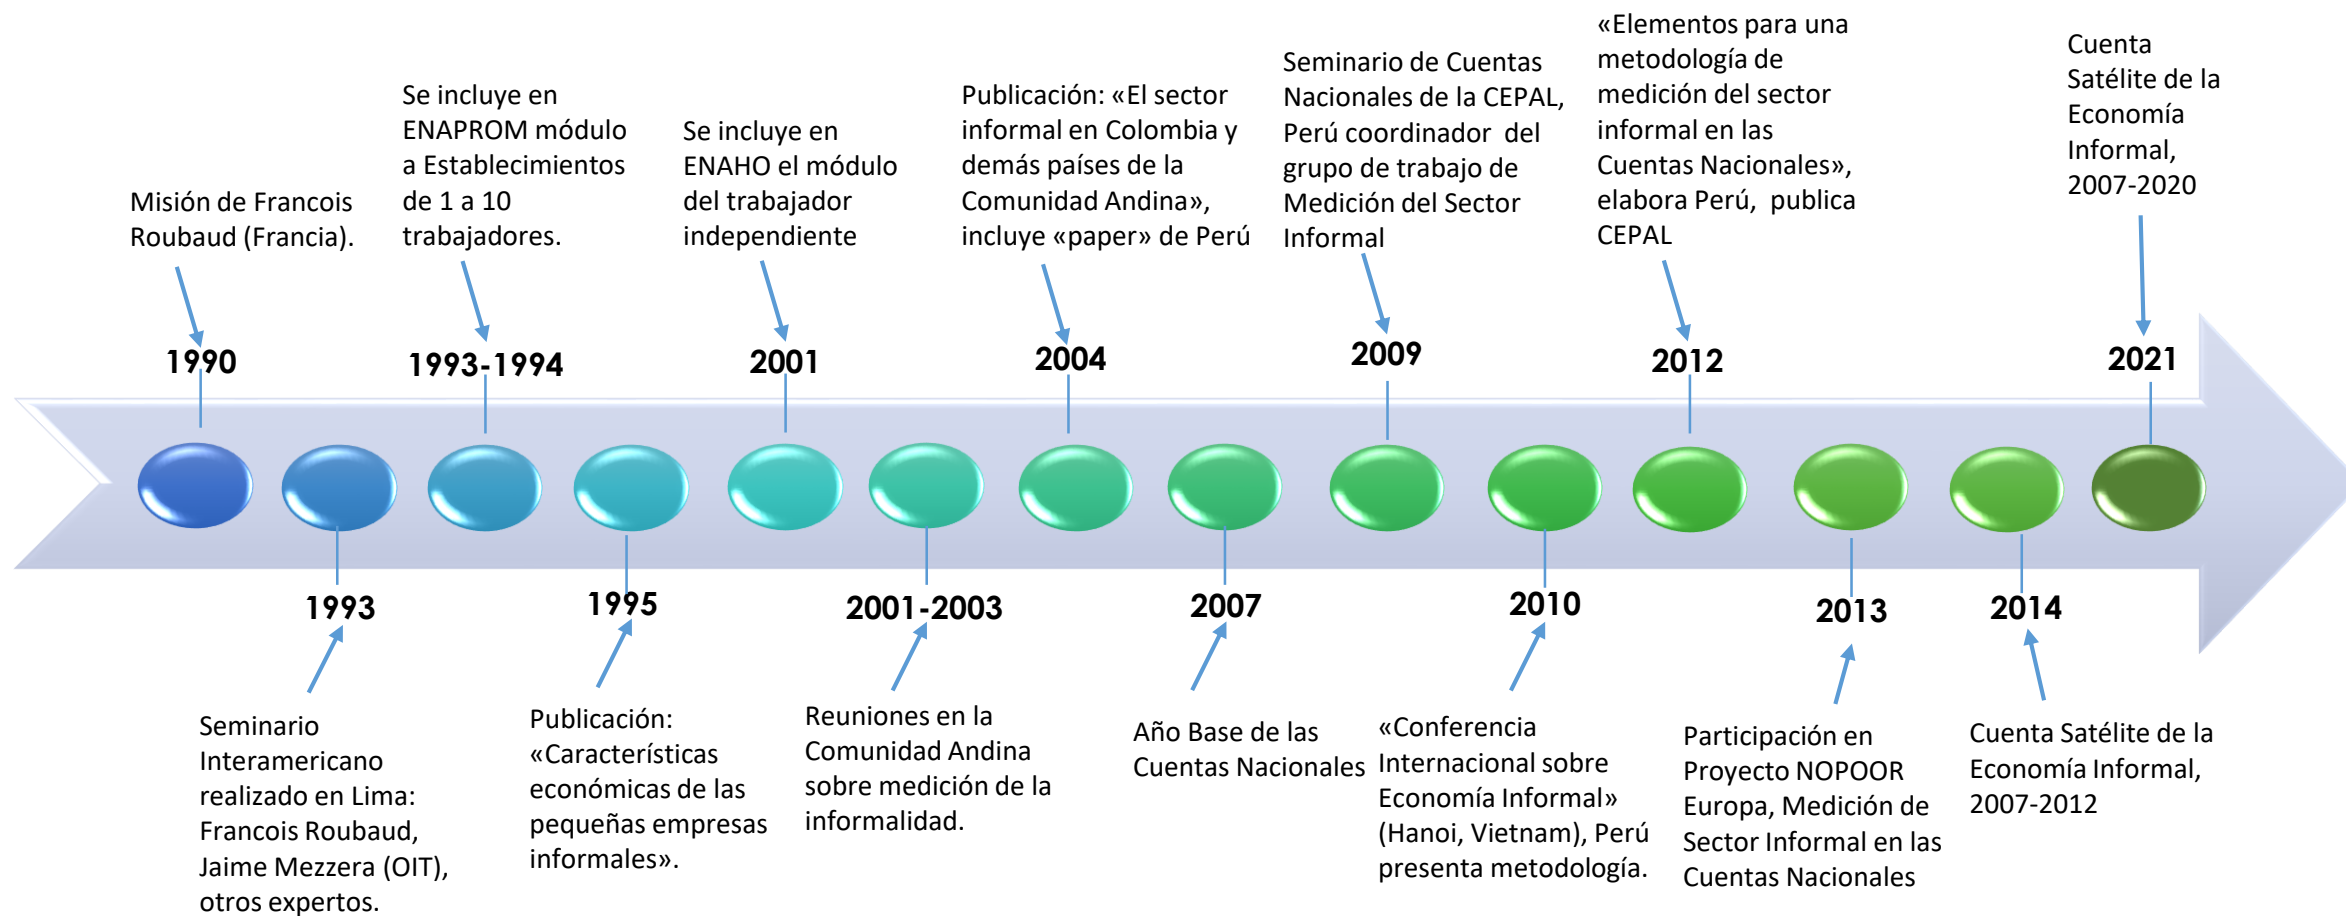 Misión de Francois
Roubaud (Francia).
1990
Seminario
Interamericano
realizado en Lima:
Francois Roubaud,
Jaime Mezzera (OIT),
otros expertos.
1993
Se incluye en
ENAPROM módulo
a Establecimientos
de 1 a 10
trabajadores.
1993-1994
Publicación:
«Características
económicas de las
pequeñas empresas
informales».
1995
Se incluye en
ENAHO el módulo
del trabajador
independiente
2001
Reuniones en la
Comunidad Andina
sobre medición de la
informalidad.
2001-2003
Publicación: «El sector
informal en Colombia y
demás países de la
Comunidad Andina»,
incluye «paper» de Perú
2004
Año Base de las
Cuentas Nacionales
2007
Seminario de Cuentas
Nacionales de la CEPAL,
Perú coordinador del
grupo de trabajo de
Medición del Sector
Informal
2009
«Conferencia
Internacional sobre
Economía Informal»
(Hanoi, Vietnam), Perú
presenta metodología.
2010
«Elementos para una
metodología de
medición del sector
informal en las
Cuentas Nacionales»,
elabora Perú, publica
CEPAL
2012
Participación en
Proyecto NOPOOR
Europa, Medición de
Sector Informal en las
Cuentas Nacionales
2013
Cuenta Satélite de la
Economía Informal,
2007-2012
2014
Cuenta
Satélite de la
Economía
Informal,
2007-2020
2021